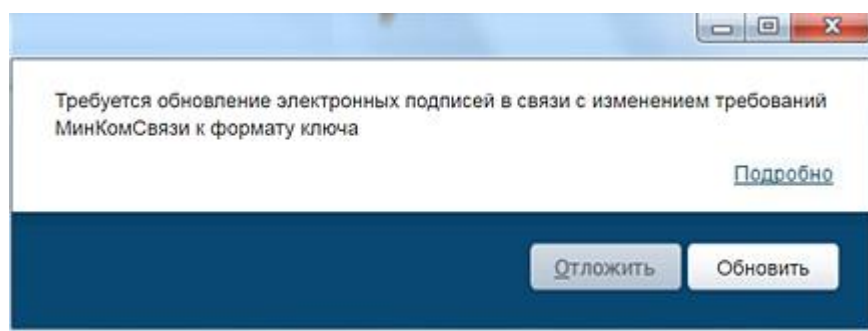 Требуется обновление электронных подписей в связи с изменением требований
МинКомСвязи к формату ключа
Подробно
Отложить
Обновить